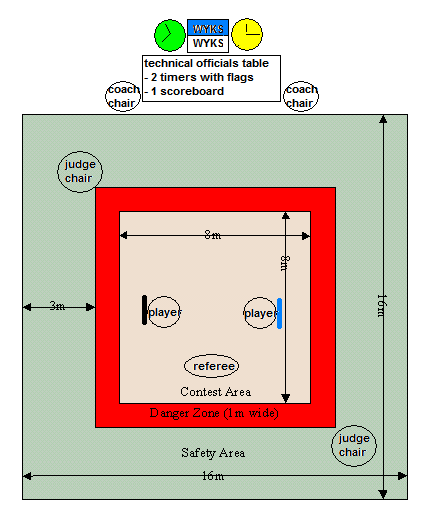 WYKS
WYKS
technical officials table
- 2 timers with flags
- 1 scoreboard
coach
chair
coach
chair
judge
chair
8m
8m
3m
16m
player
player
referee
Contest Area
Danger Zone (1m wide)
judge
chair
Safety Area
16m